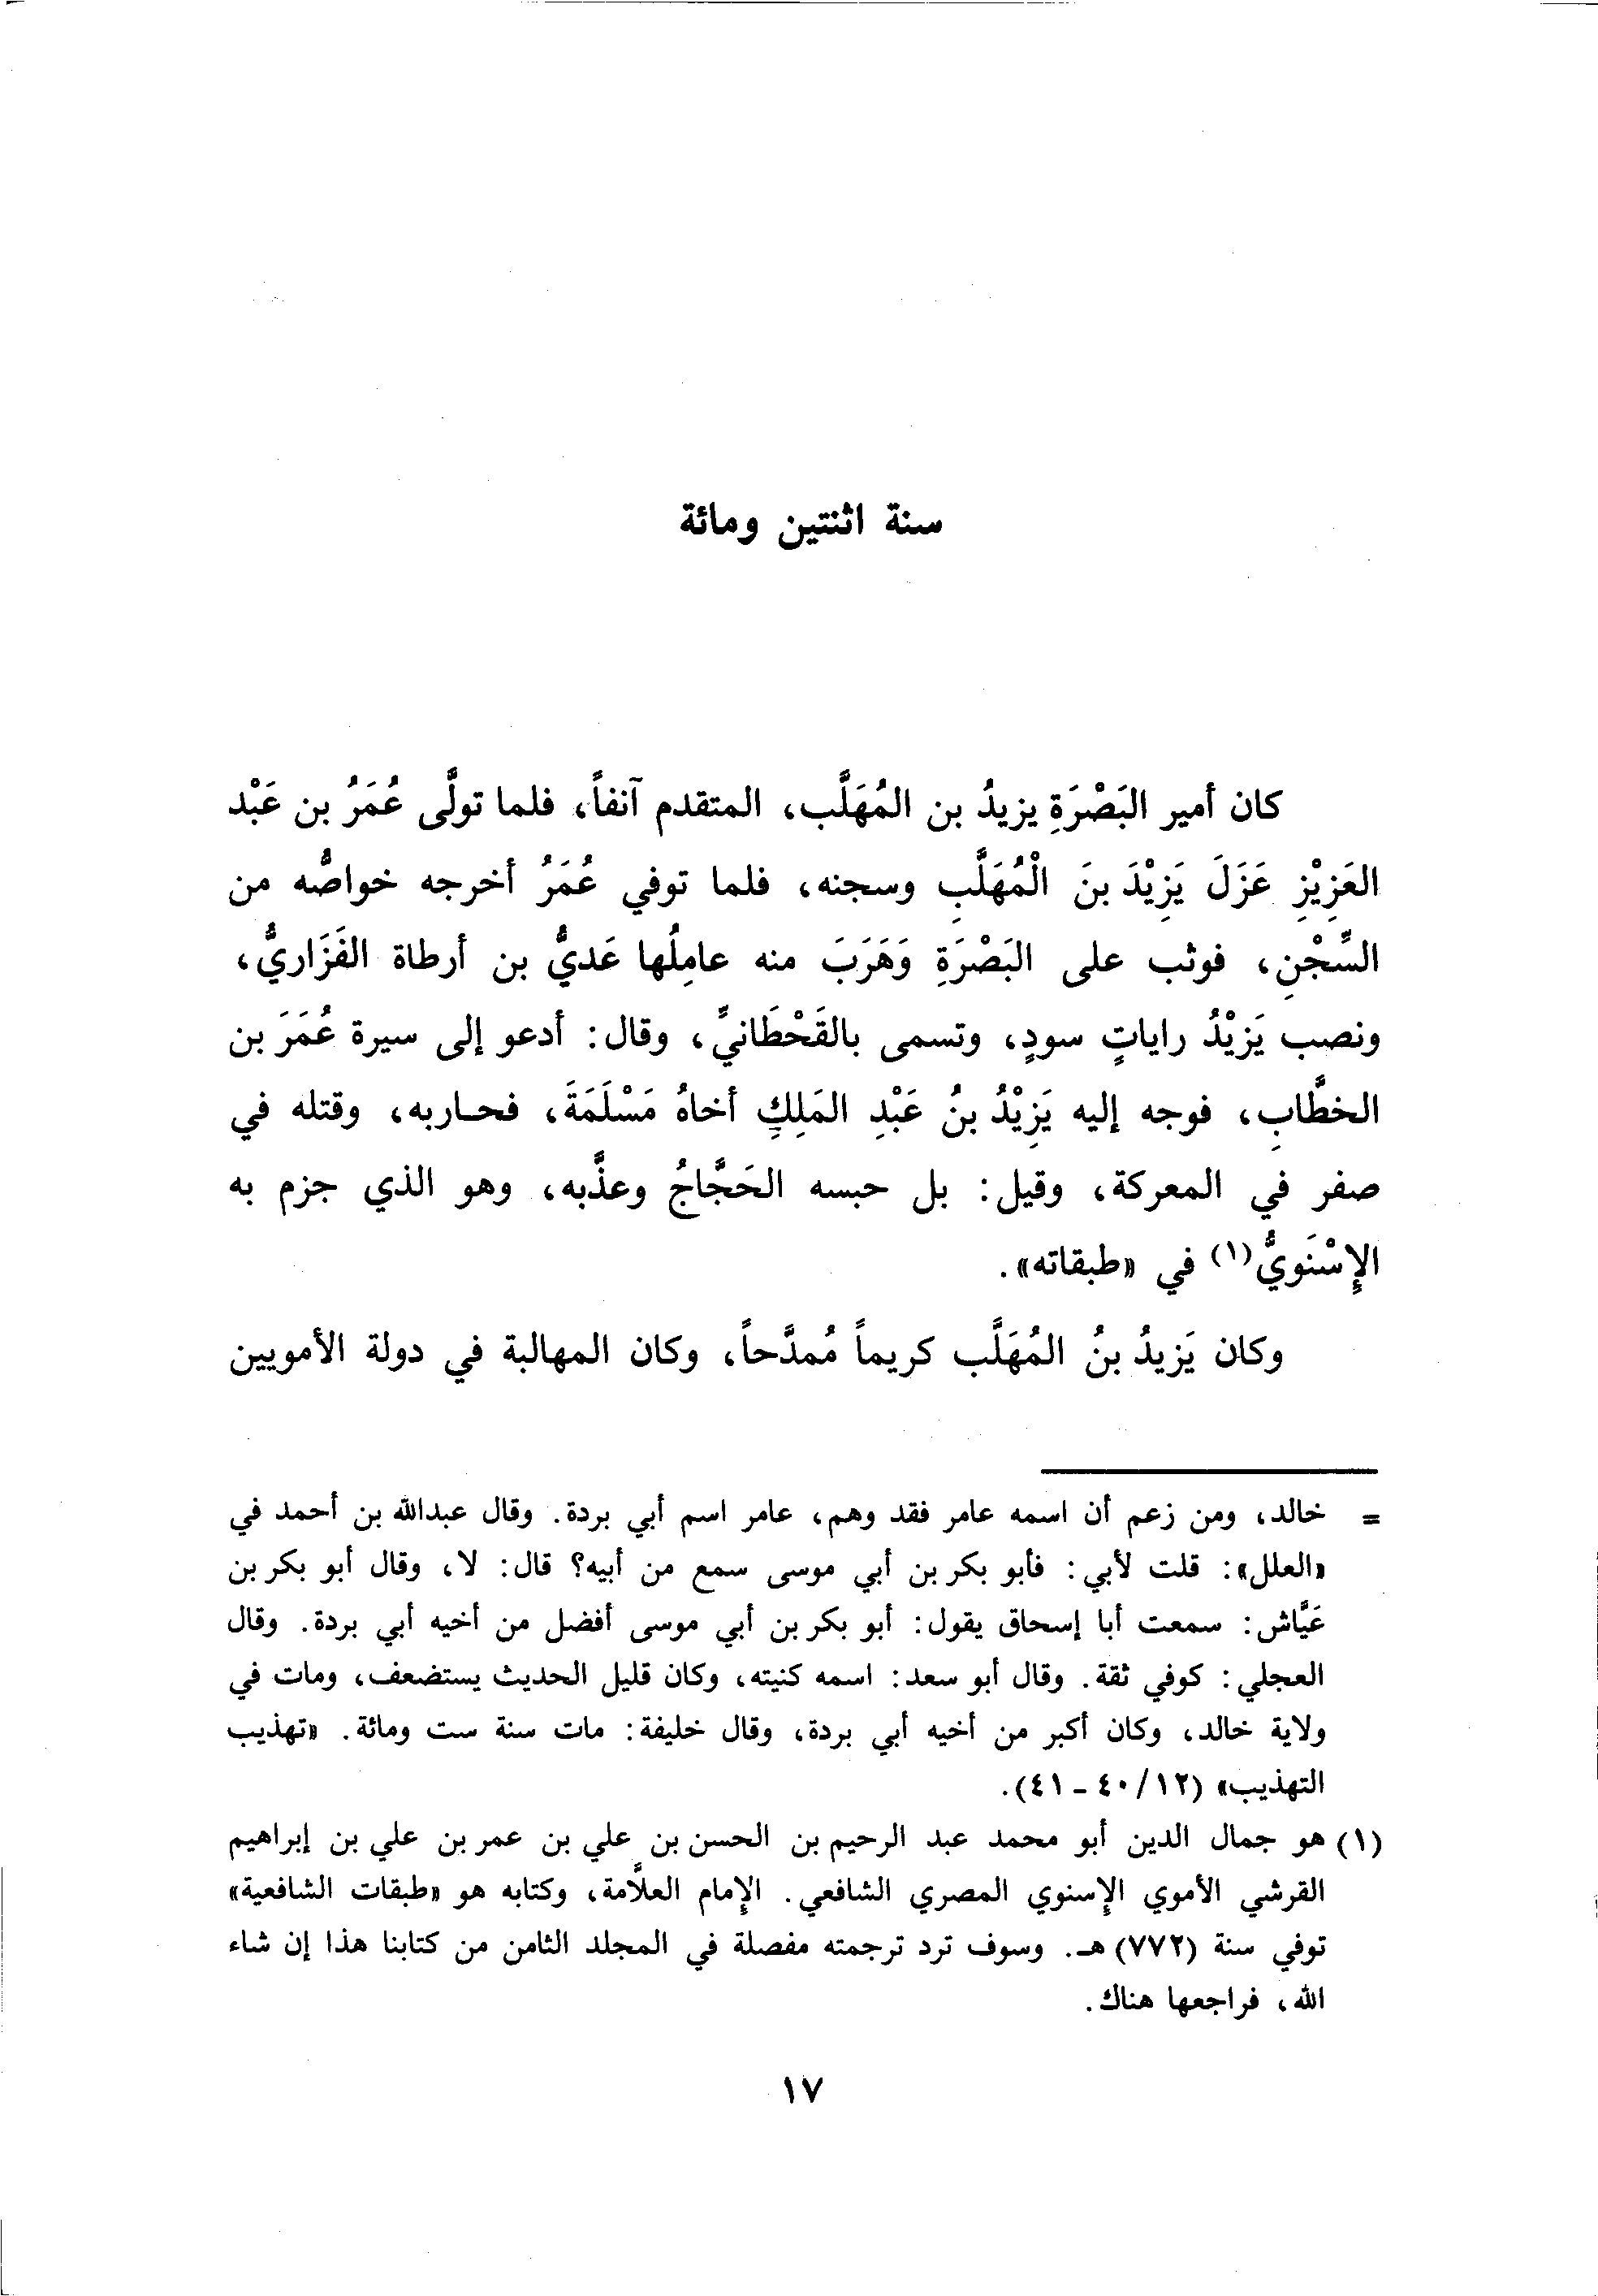 سنة اثنتين ومائة
كان أمير البَصْرَةِ يزيدُ بن المُهَلَّب، المتقدم آنفاً، فلما تولَّى عُمَرُ بن عَبْد
العَزِيْزِ عَزَلَ يَزِيْدَ بنَ الْمُهَلَّبِ وسجنه، فلما توفي عُمَرُ أخرجه خواصُّه من
السِّجْنِ، فوثب على البَصْرَةِ وَهَرَبَ منه عامِلُها عَديُّ بن أرطاة الفَزَاريُّ،
ونصب يَزِيْدُ راياتٍ سودٍ، وتسمى بالقَحْطَانيِّ، وقال: أدعو إلى سيرة عُمَرَ بن
الخطَّابِ، فوجه إليه يَزِيْدُ بنُ عَبْدِ المَلِكِ أخاهُ مَسْلَمَةَ، فحاربه، وقتله في
صفر في المعركة، وقيل: بل حبسه الحَجَّاجُ وعذَّبه، وهو الذي جزم به
الإِسْنَويُّ(١) في «طبقاته».
وكان يَزيدُ بنُ المُهَلَّب كريماً مُمدَّحاً، وكان المهالبة في دولة الأمويين
= خالد، ومن زعم أن اسمه عامر فقد وهم، عامر اسم أبي بردة. وقال عبدالله بن أحمد في
«العلل»: قلت لأبي: فأبو بكر بن أبي موسى سمع من أبيه؟ قال: لا، وقال أبو بكر بن
عَيَّاش: سمعت أبا إسحاق يقول: أبو بكر بن أبي موسى أفضل من أخيه أبي بردة. وقال
العجلي: كوفي ثقة. وقال أبو سعد: اسمه كنيته، وكان قليل الحديث يستضعف، ومات في
ولاية خالد، وكان أكبر من أخيه أبي بردة، وقال خليفة: مات سنة ست ومائة. «تهذيب
التهذيب» (١٢/ ٤٠ - ٤١).
(١) هو جمال الدين أبو محمد عبد الرحيم بن الحسن بن علي بن عمر بن علي بن إبراهيم
القرشي الأموي الإسنوي المصري الشافعي. الإمام العلاَّمة، وكتابه هو «طبقات الشافعية»
توفي سنة (٧٧٢) هـ. وسوف ترد ترجمته مفصلة في المجلد الثامن من كتابنا هذا إن شاء
الله، فراجعها هناك.
١٧